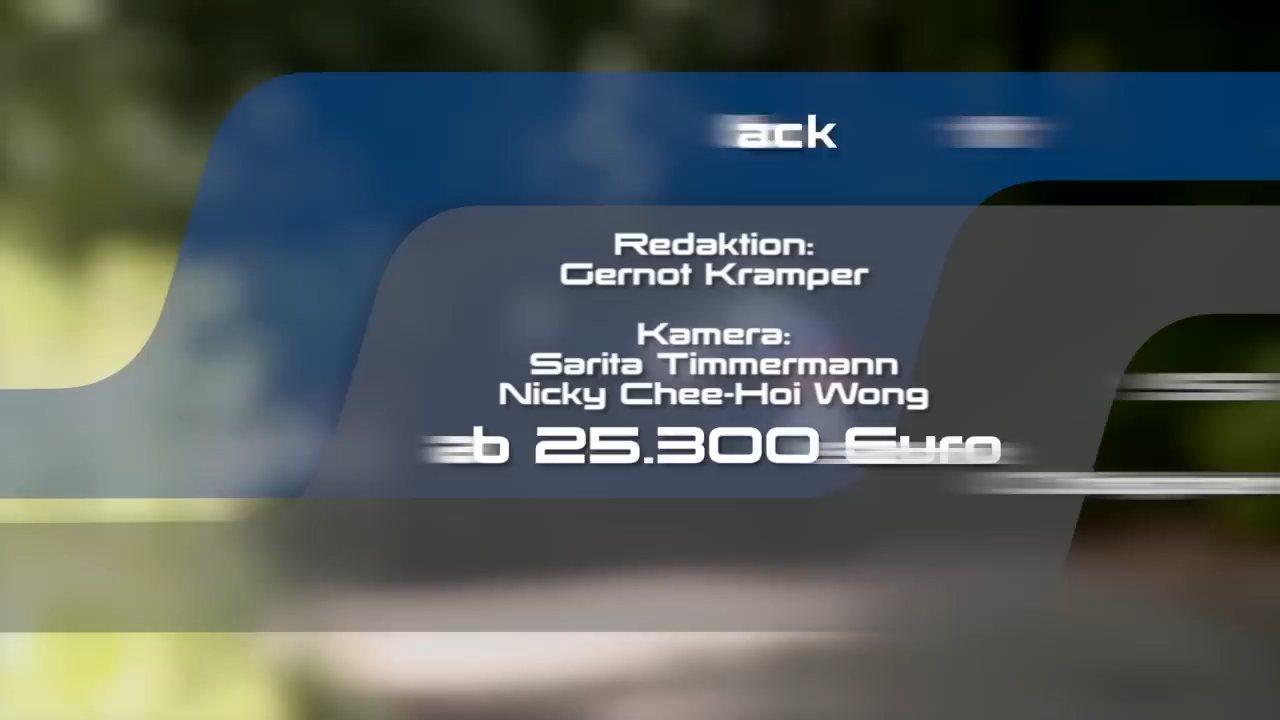 ack
Redaktion:
Gernot Kramper
Kamera:
Sarita Timmermann
Nicky Chee-Hoi Wong
b 25.300 Euro